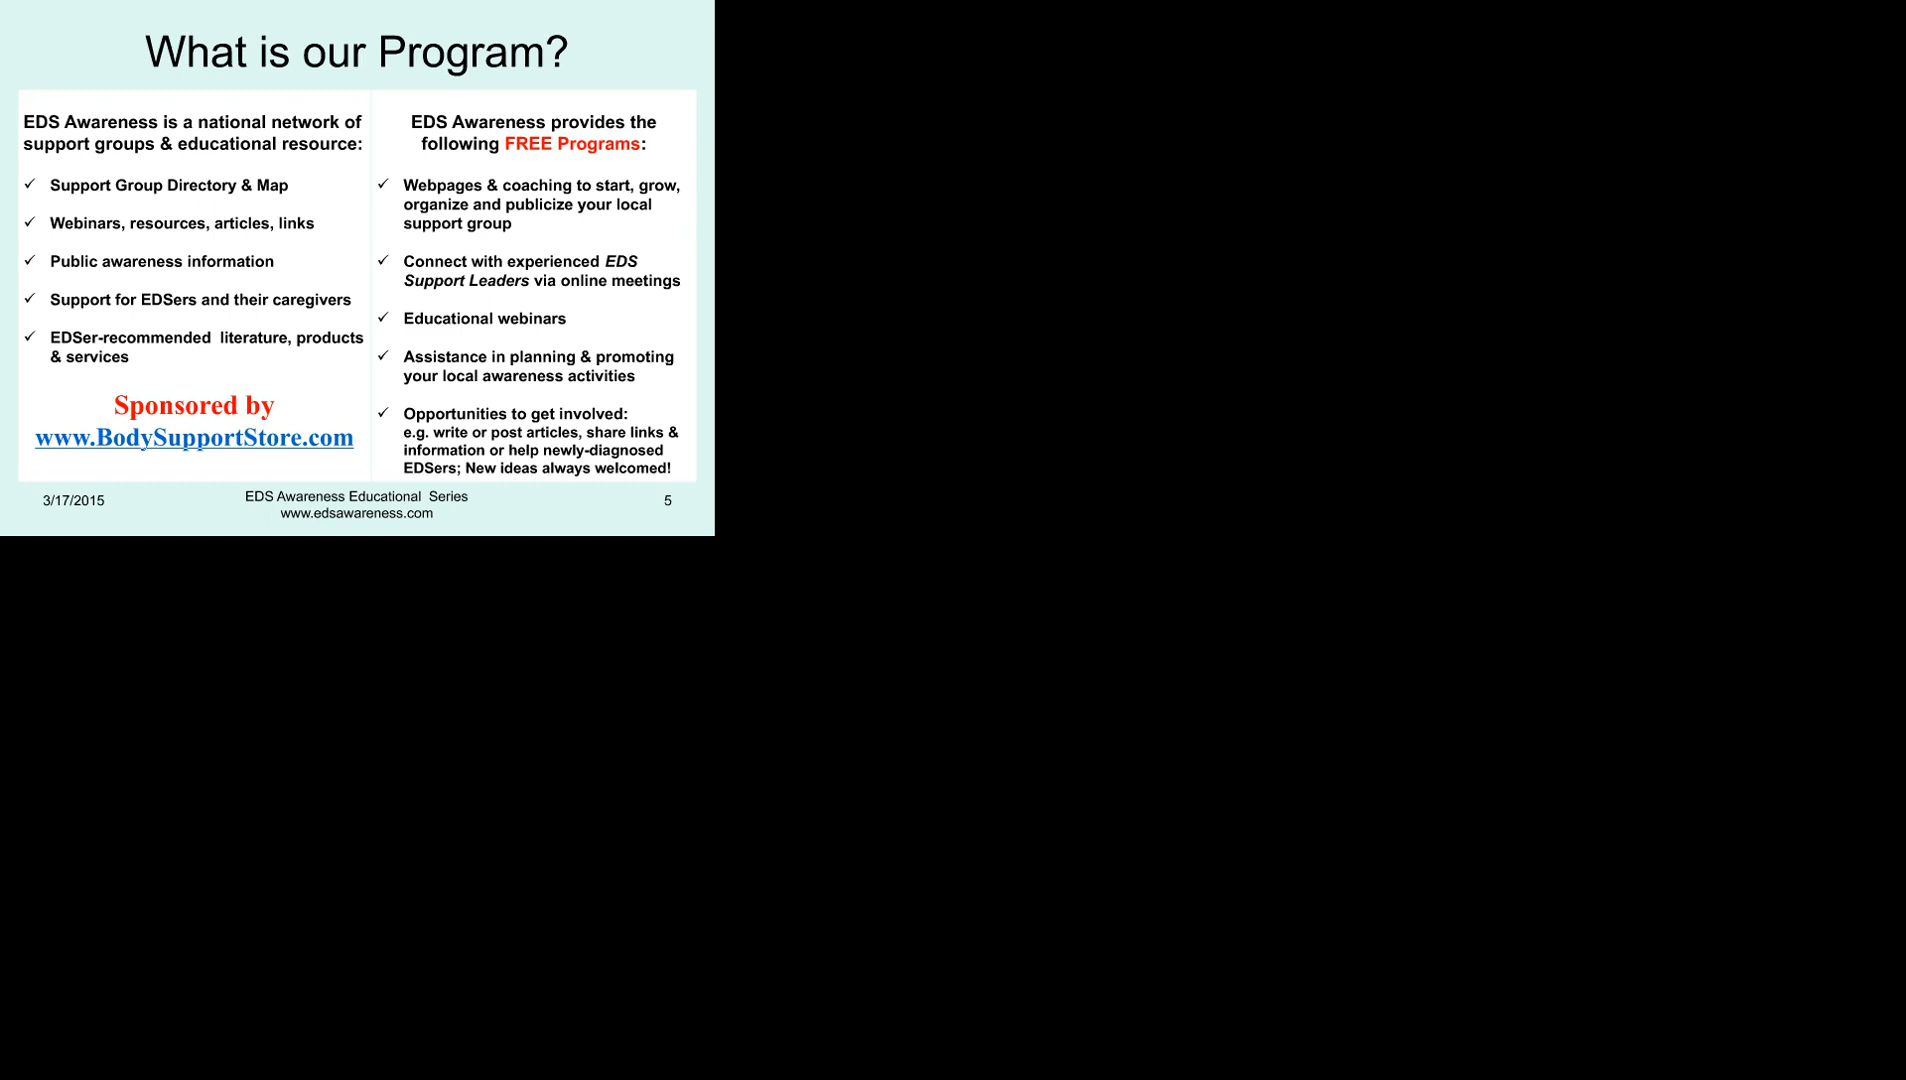 What is our Program?
EDS Awareness is a national network of
support groups & educational resource:
✓ Support Group Directory & Map
✓ Webinars, resources, articles, links
✓ Public awareness information
✓ Support for EDSers and their caregivers
✓ EDSer-recommended  literature, products
& services
Sponsored by
www.BodySupportStore.com
EDS Awareness provides the
following FREE Programs:
✓ Webpages & coaching to start, grow,
organize and publicize your local
support group
✓ Connect with experienced EDS
Support Leaders via online meetings
✓ Educational webinars
✓ Assistance in planning & promoting
your local awareness activities
✓ Opportunities to get involved:
e.g. write or post articles, share links &
information or help newly-diagnosed
EDSers; New ideas always welcomed!
3/17/2015
EDS Awareness Educational  Series
www.edsawareness.com
5